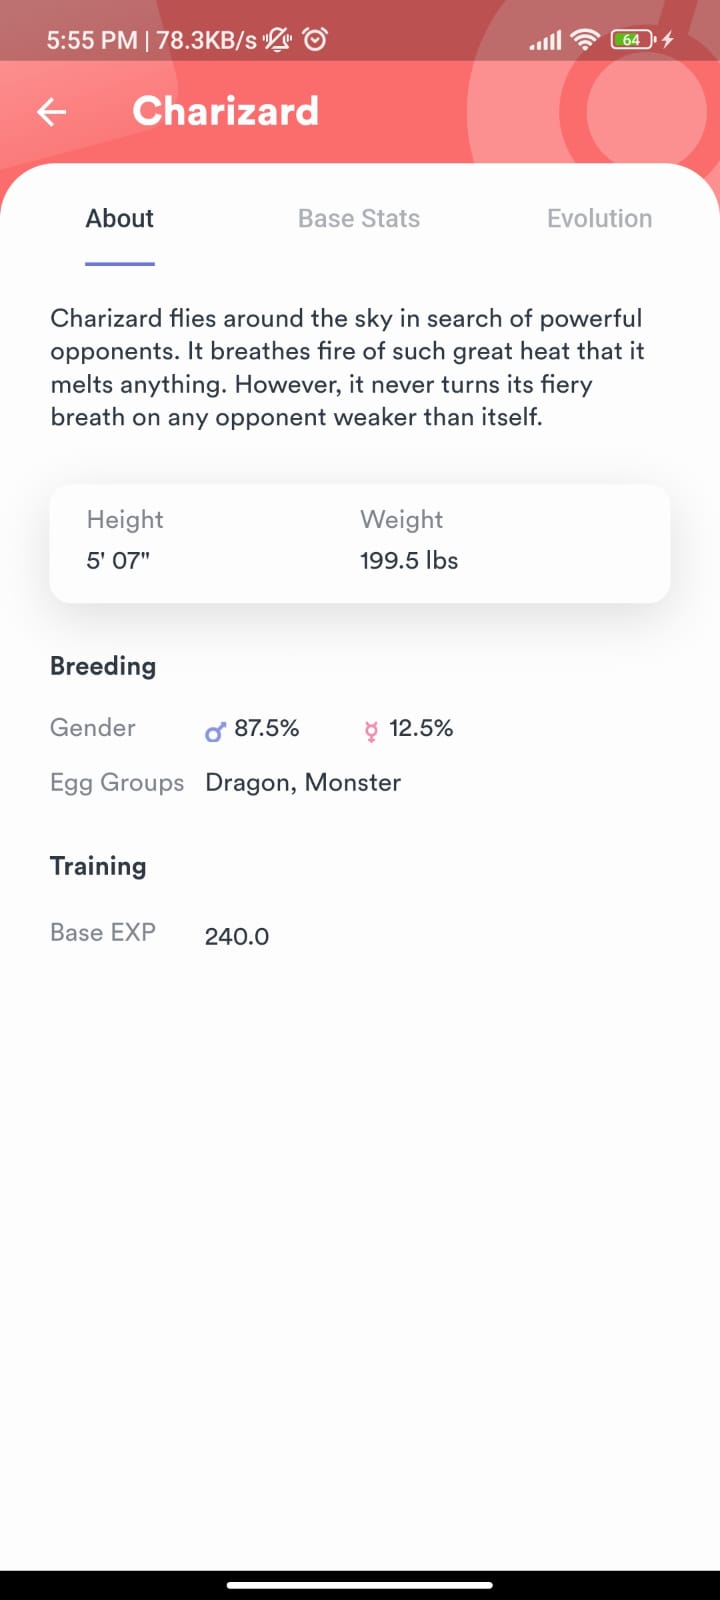 5:55 PM | 78.3KB/s 64
Charizard
About Base Stats Evolution
Charizard flies around the sky in search of powerful
opponents. It breathes fire of such great heat that it
melts anything. However, it never turns its fiery
breath on any opponent weaker than itself.
Height Weight
5' 07" 199.5 lbs
Breeding
Gender ♂ 87.5% ☿ 12.5%
Egg Groups Dragon, Monster
Training
Base EXP 240.0